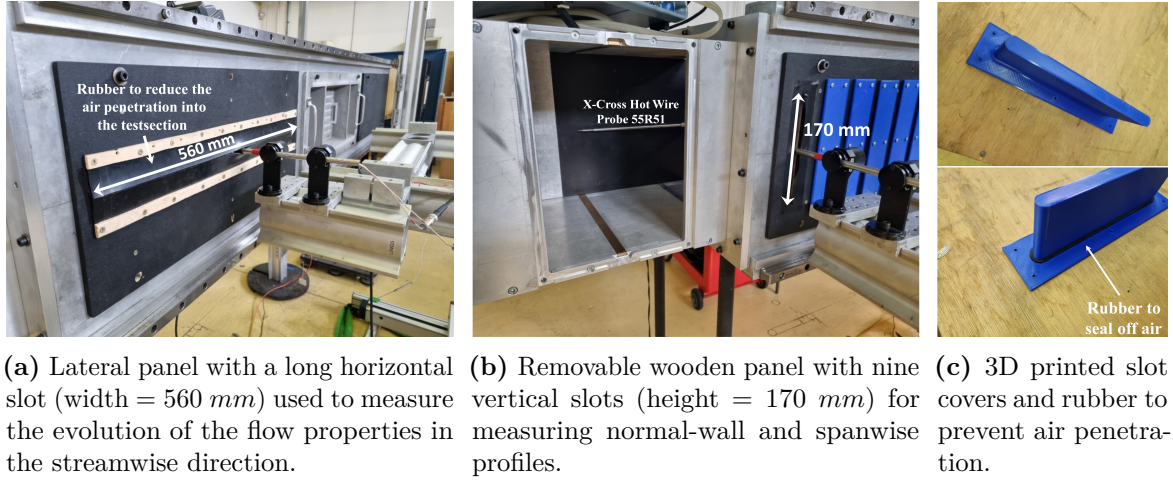 Rubber to reduce the
air penetration into
the testsection
560 mm
X-Cross Hot Wire
Probe 55R51
170 mm
Rubber to
seal off air
(a) Lateral panel with a long horizontal
slot (width = 560 mm) used to measure
the evolution of the flow properties in
the streamwise direction.
(b) Removable wooden panel with nine
vertical slots (height = 170 mm) for
measuring normal-wall and spanwise
profiles.
(c) 3D printed slot
covers and rubber to
prevent air penetra-
tion.